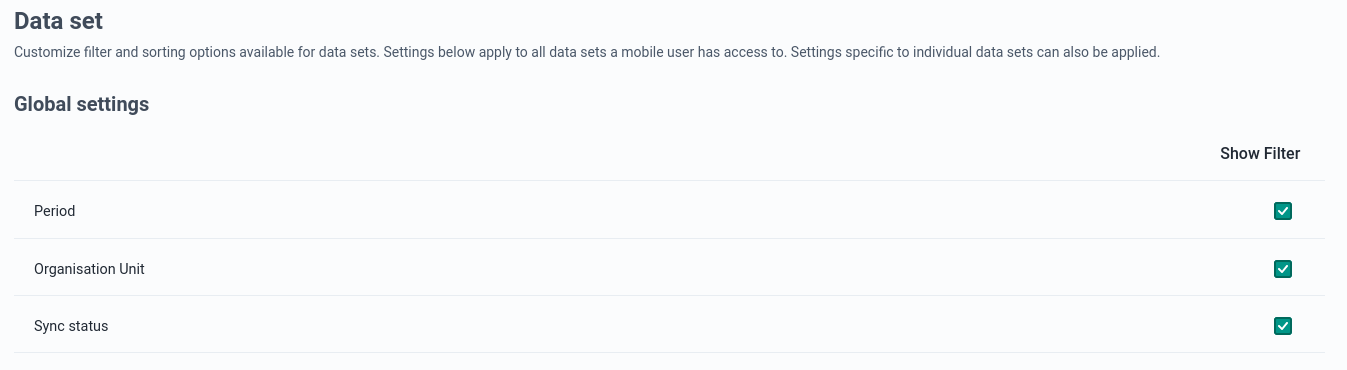 Data set
Customize filter and sorting options available for data sets. Settings below apply to all data sets a mobile user has access to. Settings specific to individual data sets can also be applied.
Global settings
Show Filter
Period
Organisation Unit
Sync status